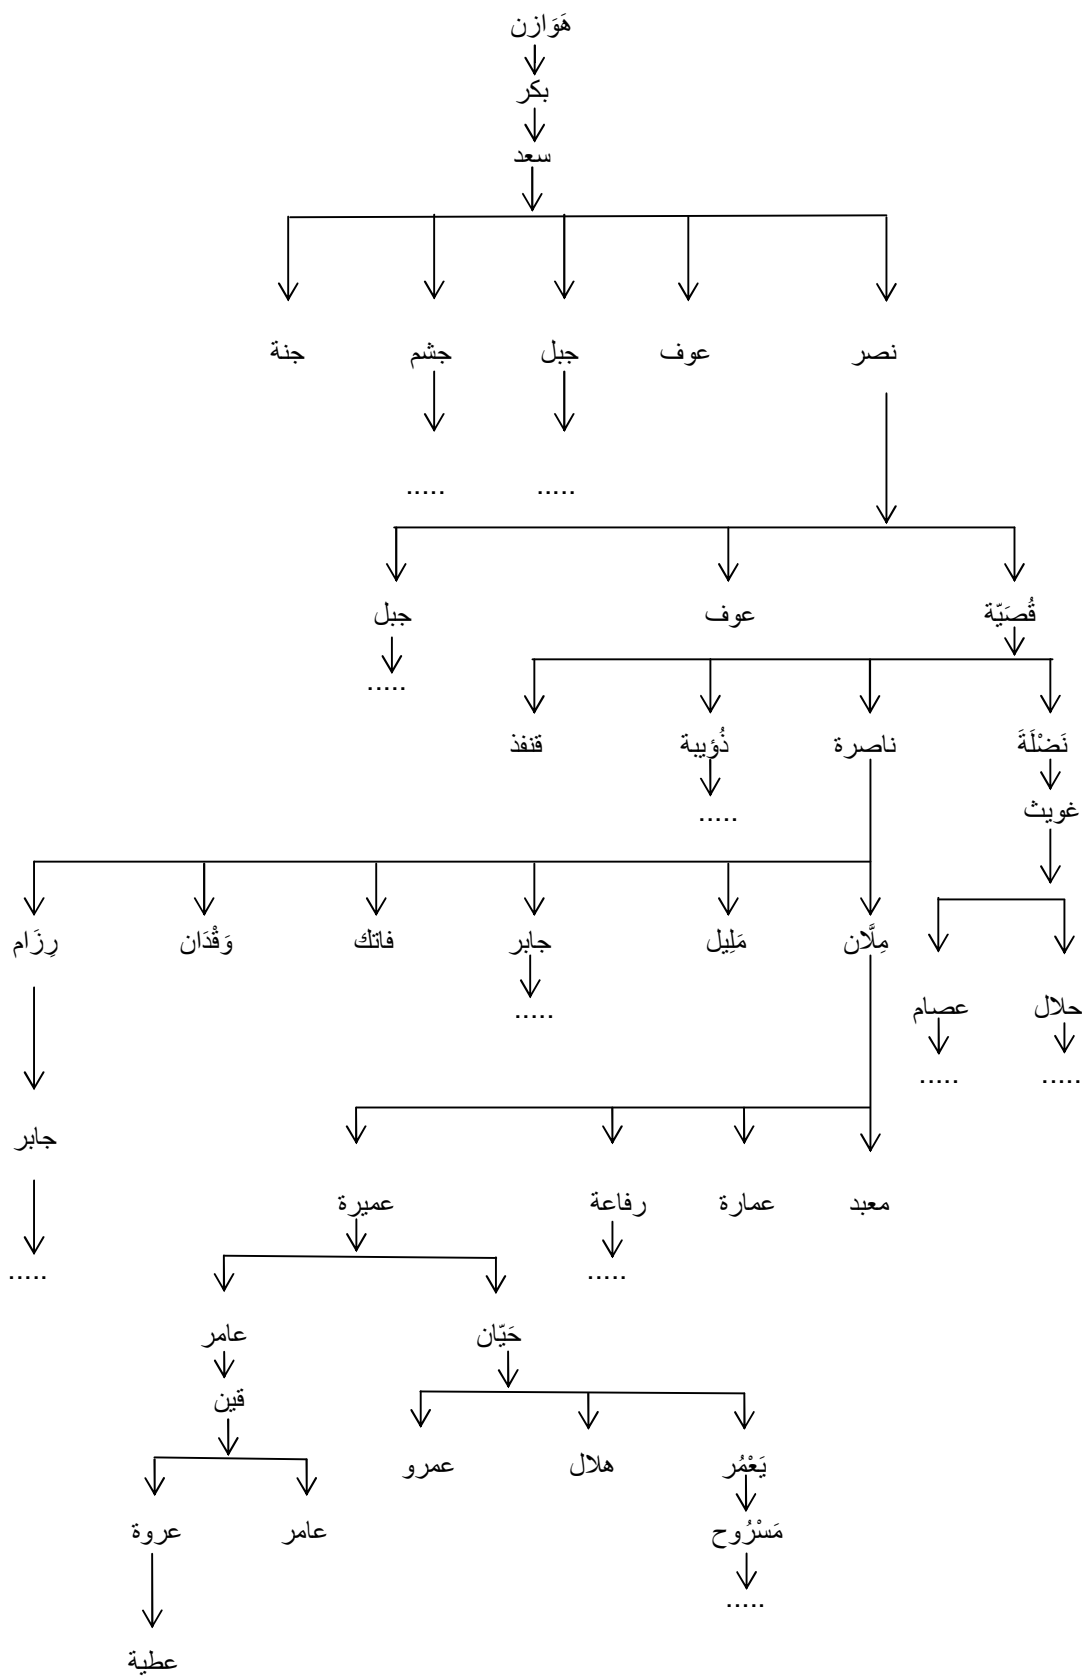 هَوَازن
بكر
سعد
نصر عوف جبل جشم جنة
..... .....
قُصَيّة عوف جبل
.....
نَضْلَةَ ناصرة ذُؤيبة قنفذ
غويث .....
مِلَّان مَلِيل جابر فاتك وَقْدَان رِزَام
حلال عصام .....
..... .....
جابر
معبد عمارة رفاعة عميرة
..... .....
حَيّان عامر
قين
يَعْمُر هلال عمرو
مَسْرُوح عامر عروة
.....
عطية